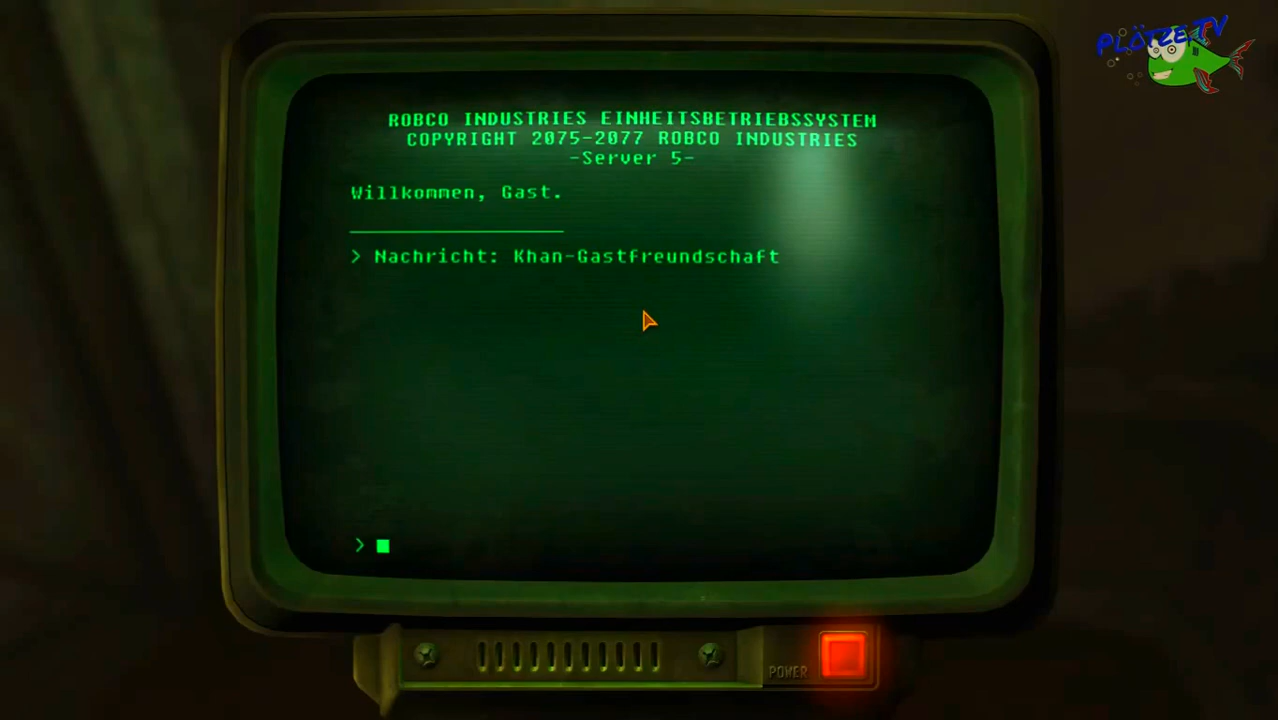 PLÖTZE.TV
ROBCO INDUSTRIES EINHEITSBETRIEBSSYSTEM
COPYRIGHT 2075-2077 ROBCO INDUSTRIES
-Server 5-
Willkommen, Gast.
> Nachricht: Khan-Gastfreundschaft
>
POWER